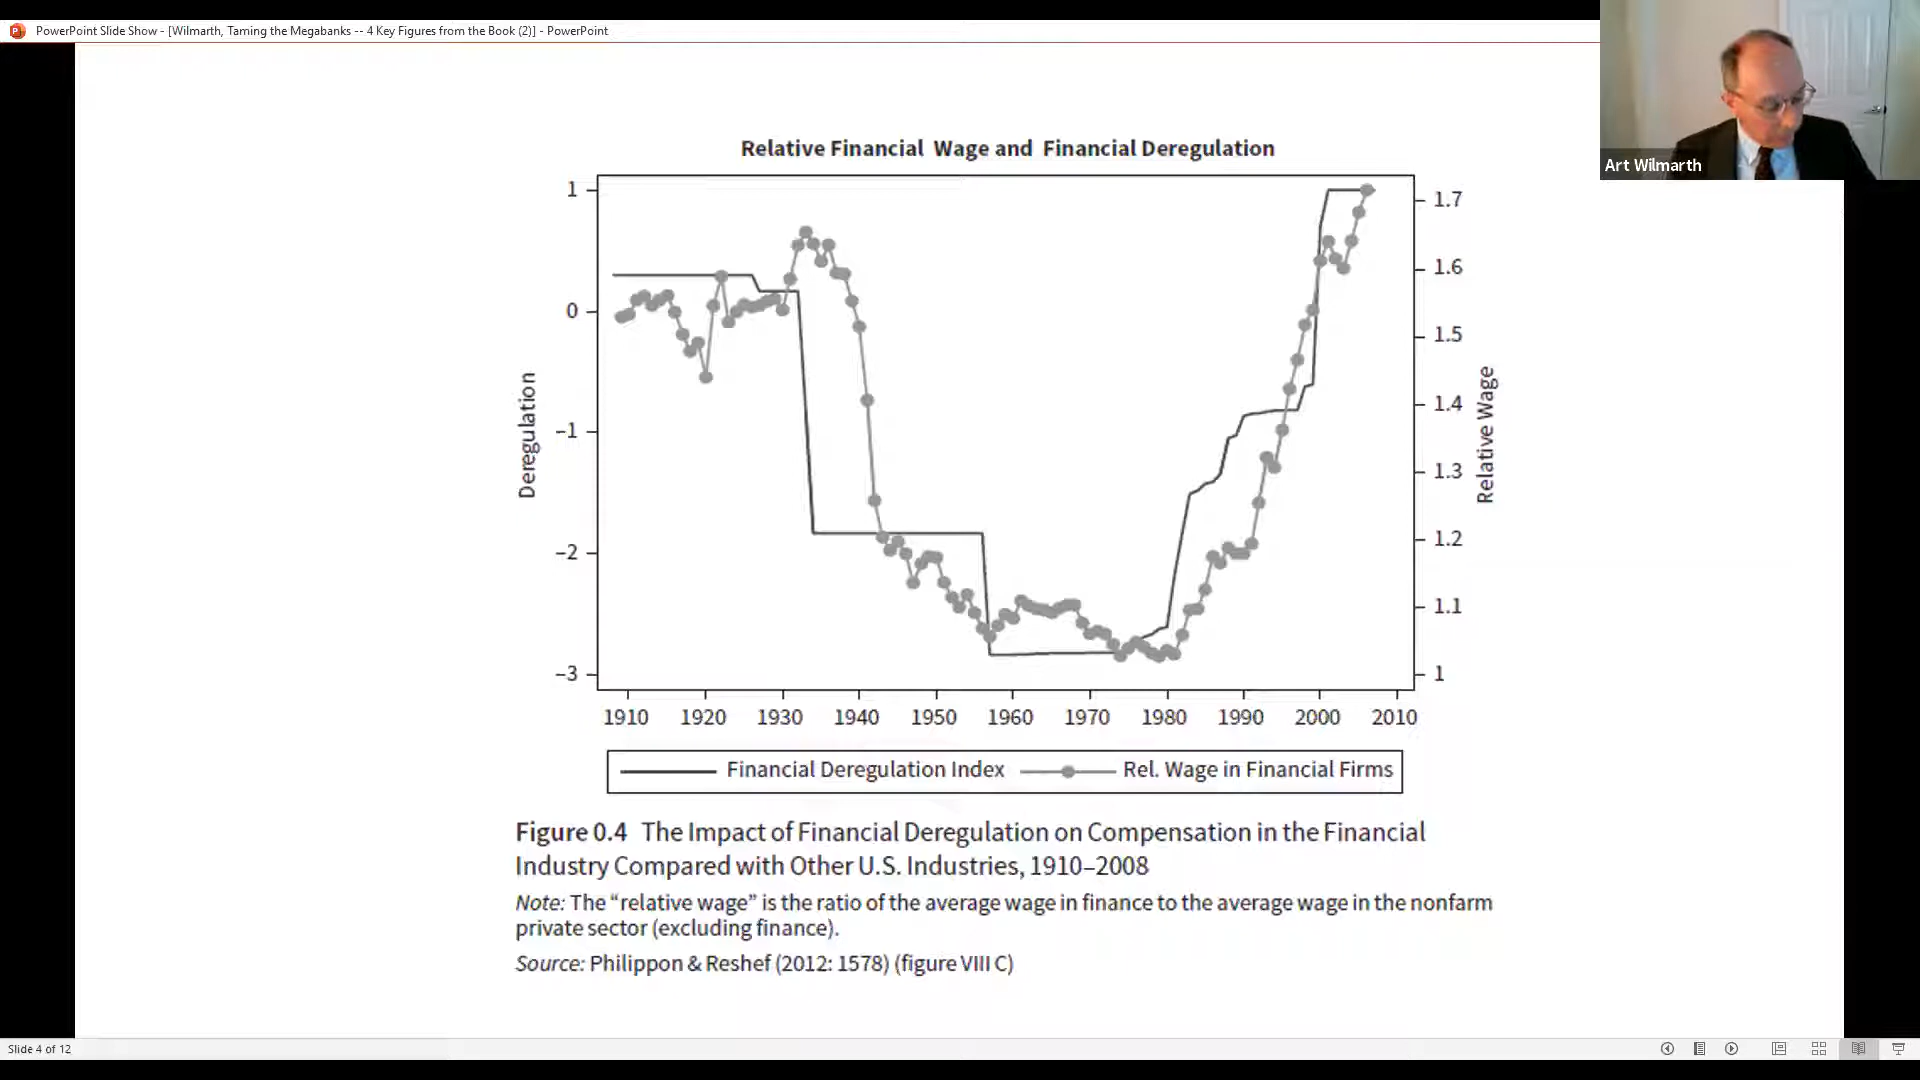 PowerPoint Slide Show - [Wilmarth, Taming the Megabanks -- 4 Key Figures from the Book (2)] - PowerPoint
Art Wilmarth
Relative Financial Wage and Financial Deregulation
Deregulation
1
0
−1
−2
−3
1.7
1.6
1.5
1.4
1.3
1.2
1.1
1
Relative Wage
1910 1920 1930 1940 1950 1960 1970 1980 1990 2000 2010
Financial Deregulation Index Rel. Wage in Financial Firms
Figure 0.4 The Impact of Financial Deregulation on Compensation in the Financial
Industry Compared with Other U.S. Industries, 1910–2008
Note: The “relative wage” is the ratio of the average wage in finance to the average wage in the nonfarm
private sector (excluding finance).
Source: Philippon & Reshef (2012: 1578) (figure VIII C)
Slide 4 of 12